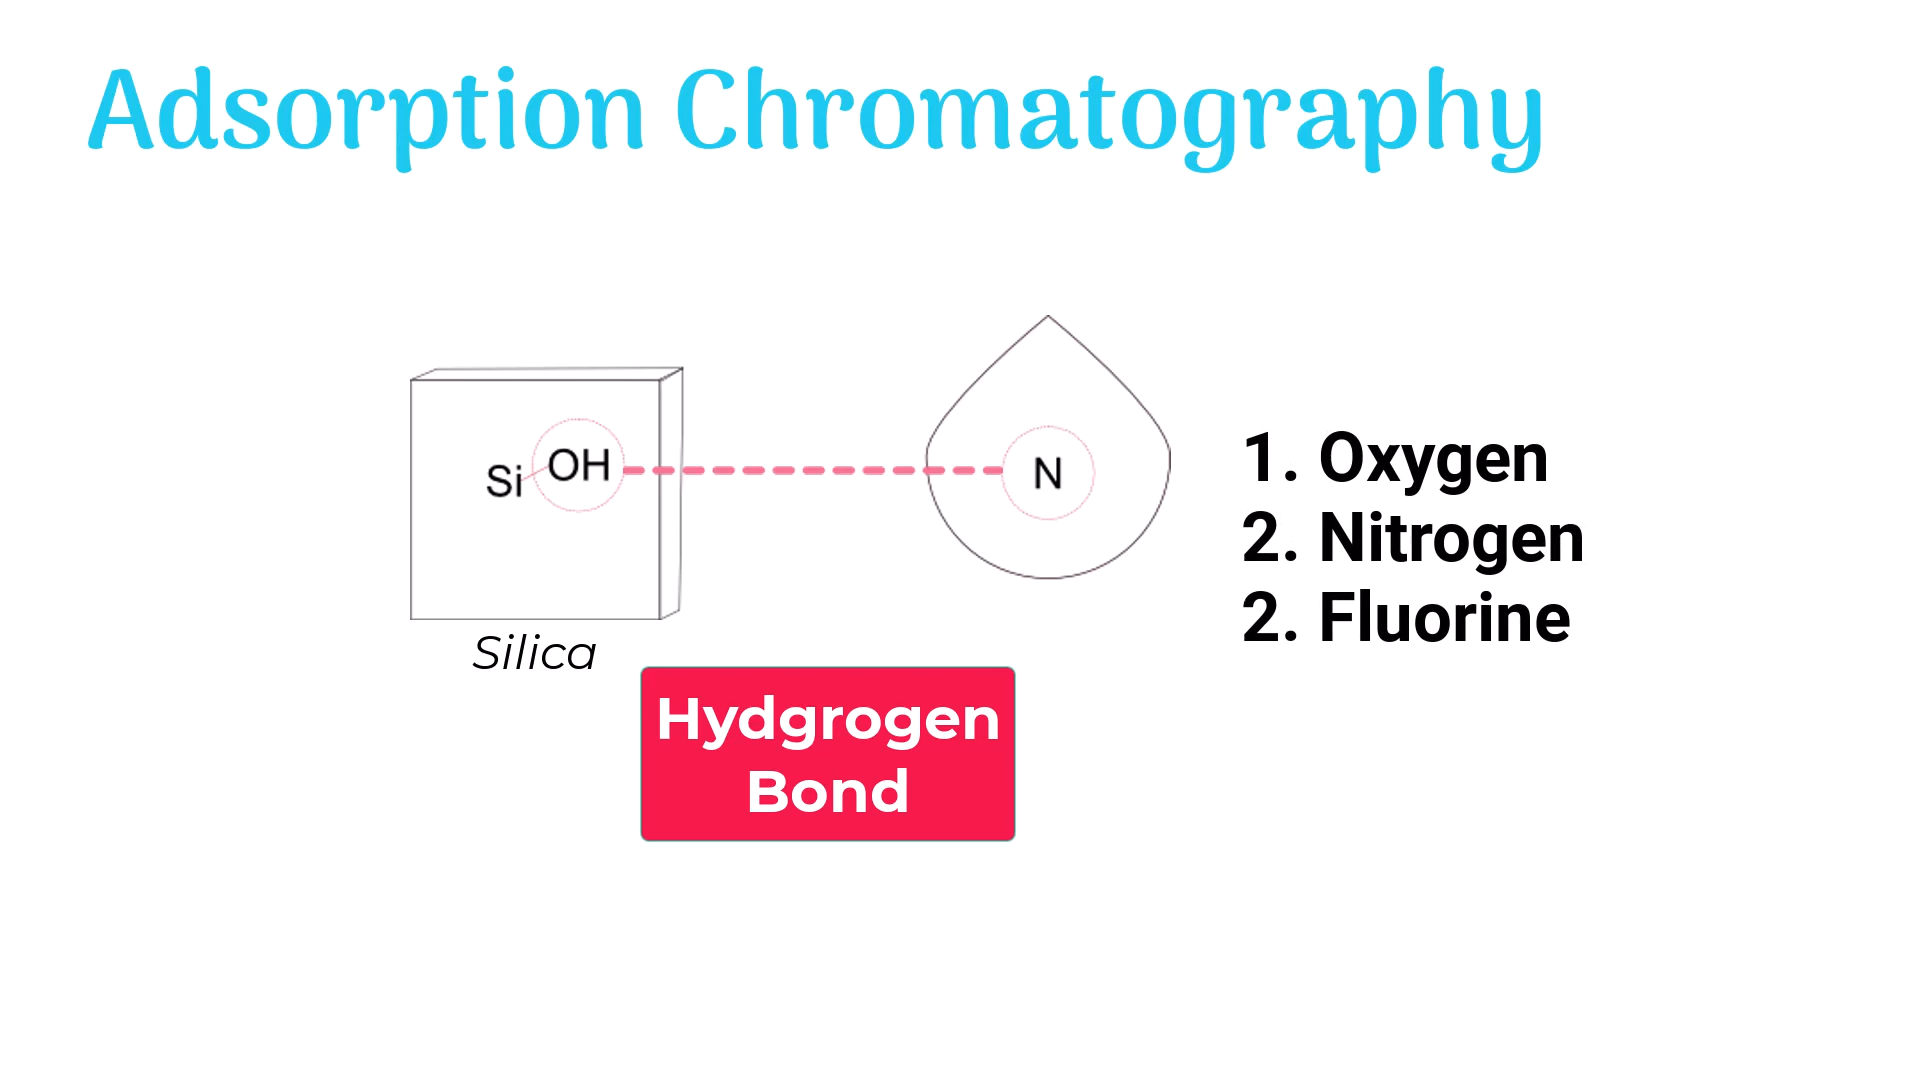 Adsorption Chromatography
Si OH
N
Silica
1. Oxygen
2. Nitrogen
2. Fluorine
Hydgrogen
Bond